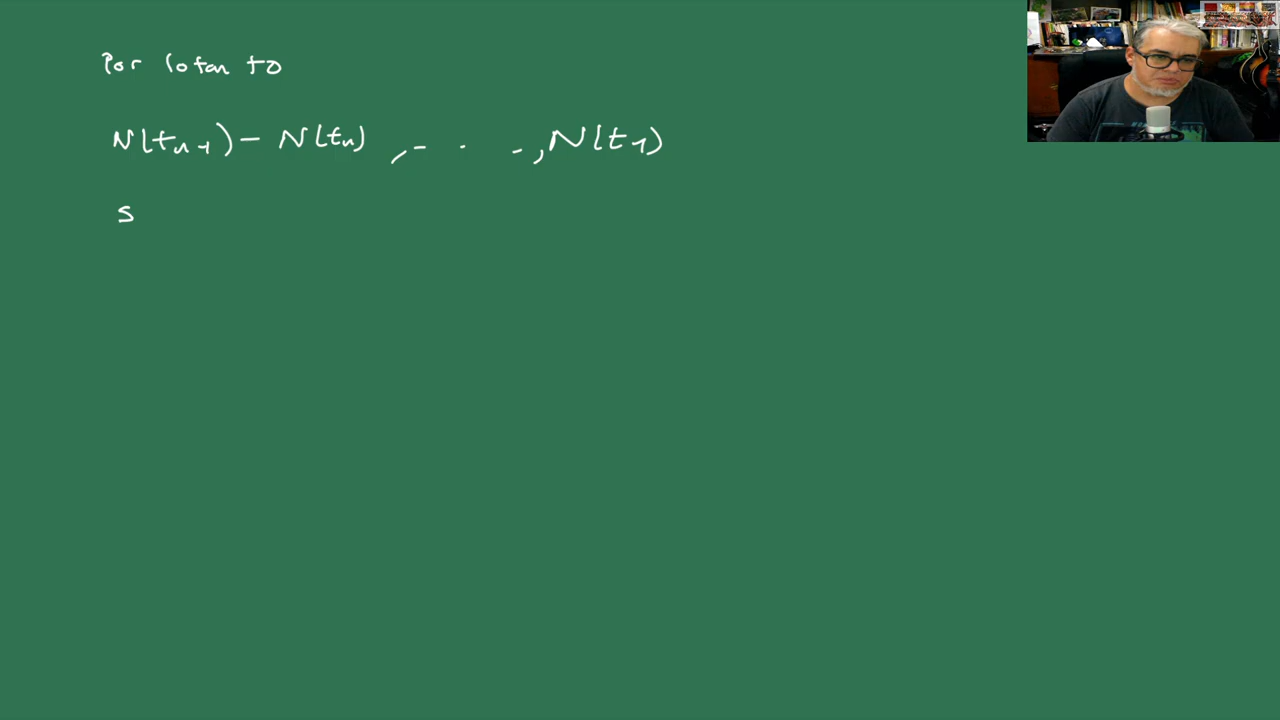 Por lo tanto
N(tn+1) - N(tn) , - . . - , N(t1)
s